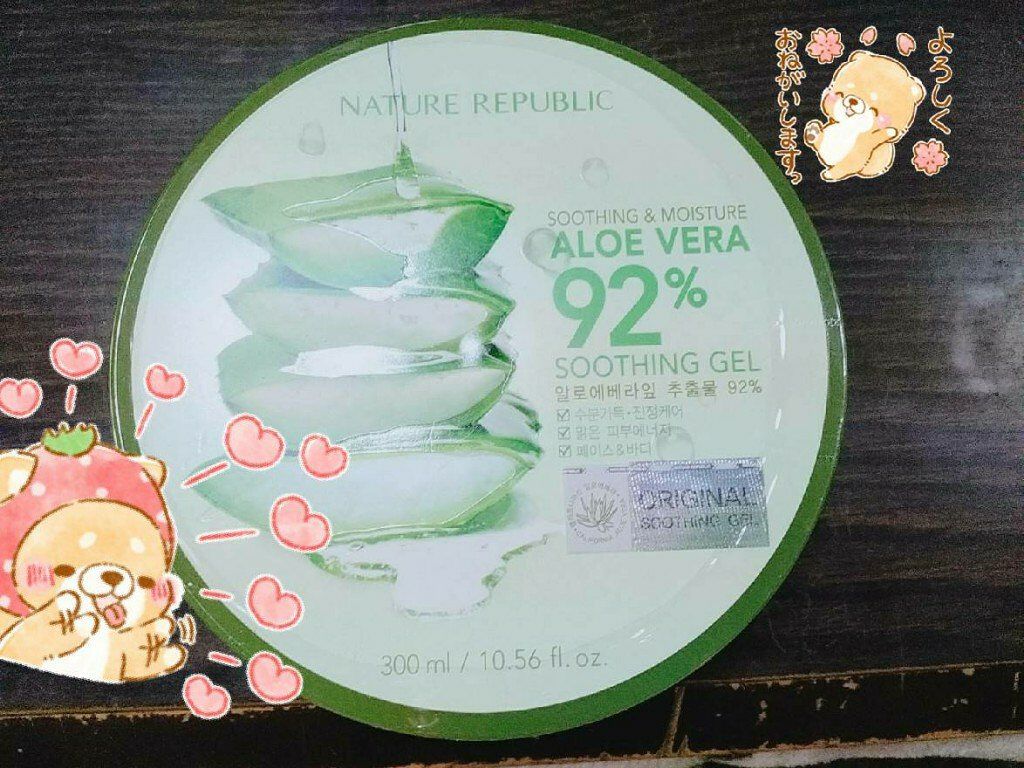 NATURE REPUBLIC
SOOTHING & MOISTURE
ALOE VERA
92%
SOOTHING GEL
알로에베라잎 추출물 92%
수분가득·진정케어
맑은 피부에너지
페이스&바디
ORIGINAL
SOOTHING GEL
CALIFORNIA
300 ml / 10.56 fl. oz.
よろしく
おねがいしますっ